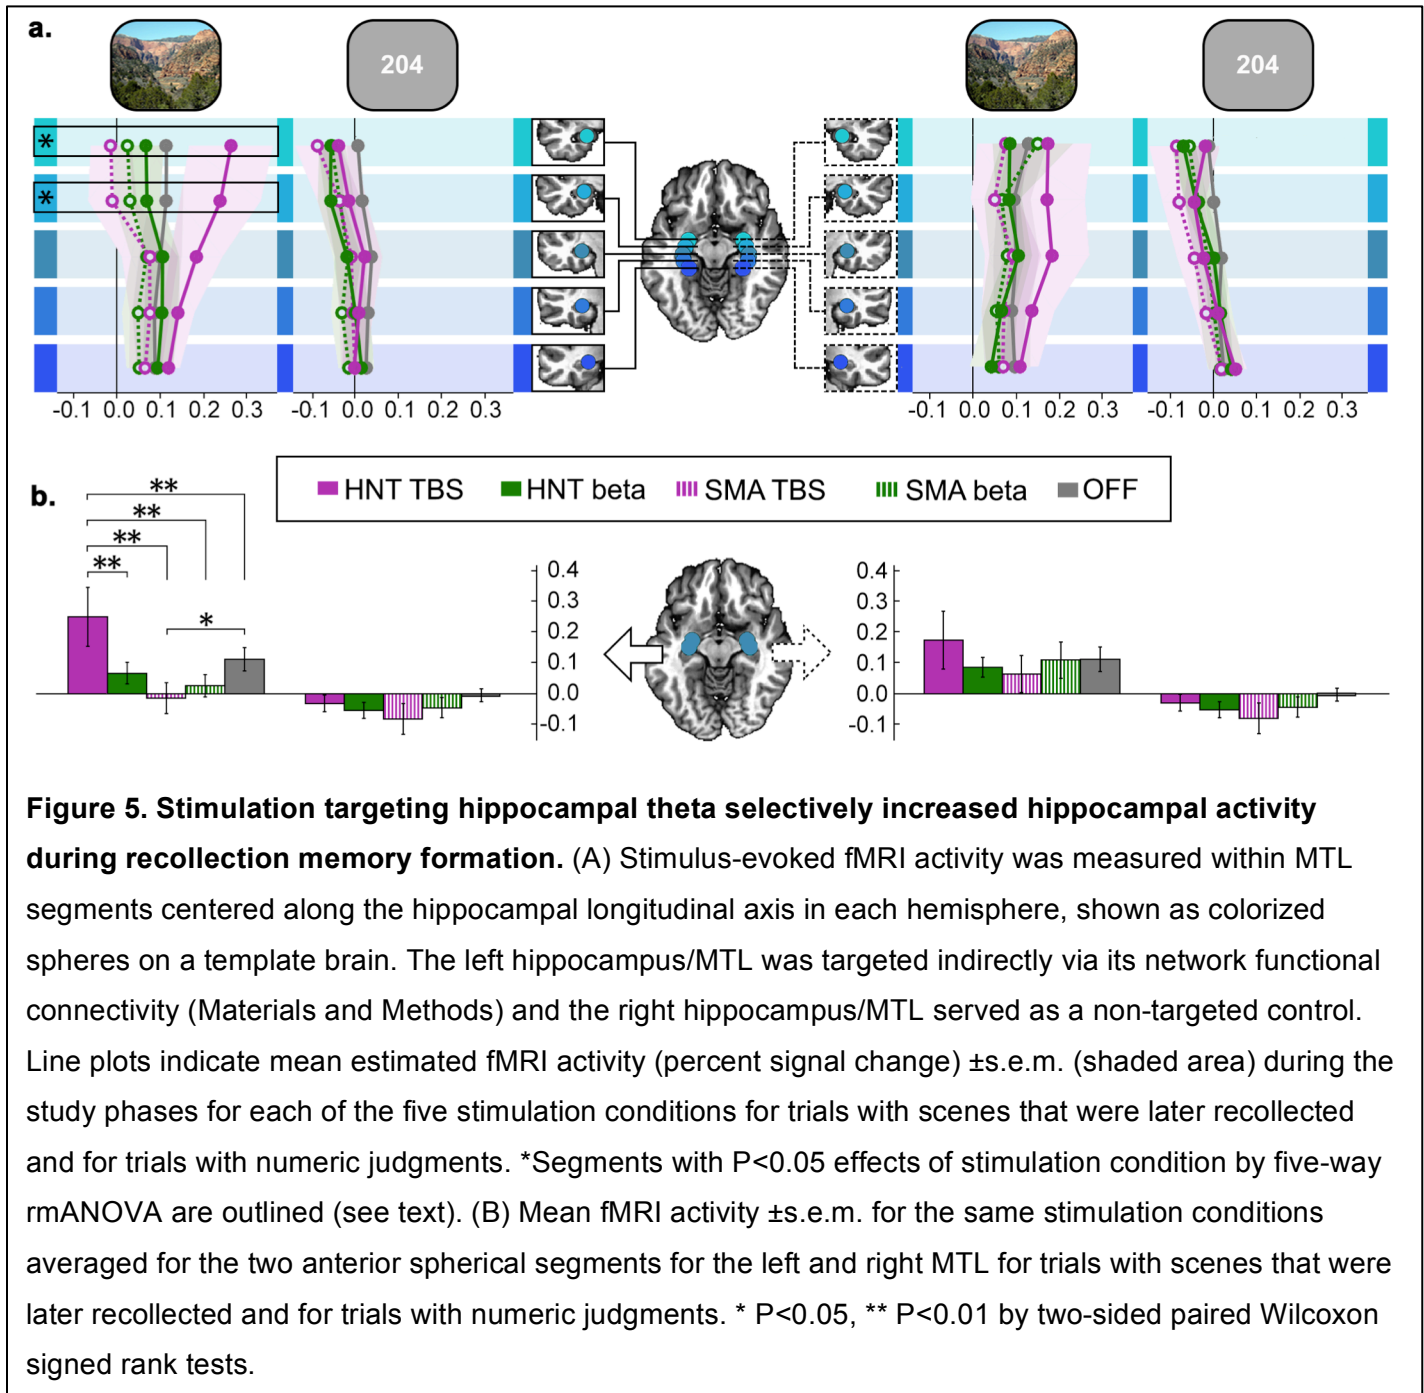 a.
204
204
*
*
-0.1 0.0 0.1 0.2 0.3
-0.1 0.0 0.1 0.2 0.3
-0.1 0.0 0.1 0.2 0.3
-0.1 0.0 0.1 0.2 0.3
b.
HNT TBS HNT beta SMA TBS SMA beta OFF
**
**
**
**
*
0.4
0.3
0.2
0.1
0.0
-0.1
0.4
0.3
0.2
0.1
0.0
-0.1
Figure 5. Stimulation targeting hippocampal theta selectively increased hippocampal activity
during recollection memory formation. (A) Stimulus-evoked fMRI activity was measured within MTL
segments centered along the hippocampal longitudinal axis in each hemisphere, shown as colorized
spheres on a template brain. The left hippocampus/MTL was targeted indirectly via its network functional
connectivity (Materials and Methods) and the right hippocampus/MTL served as a non-targeted control.
Line plots indicate mean estimated fMRI activity (percent signal change) ±s.e.m. (shaded area) during the
study phases for each of the five stimulation conditions for trials with scenes that were later recollected
and for trials with numeric judgments. *Segments with P<0.05 effects of stimulation condition by five-way
rmANOVA are outlined (see text). (B) Mean fMRI activity ±s.e.m. for the same stimulation conditions
averaged for the two anterior spherical segments for the left and right MTL for trials with scenes that were
later recollected and for trials with numeric judgments. * P<0.05, ** P<0.01 by two-sided paired Wilcoxon
signed rank tests.